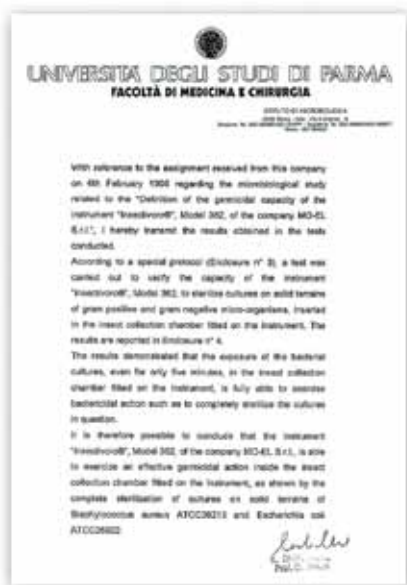 UNIVERSITÀ DEGLI STUDI DI PARMA
FACOLTÀ DI MEDICINA E CHIRURGIA
ISTITUTO DI MICROBIOLOGIA
With reference to the assignment received from this company
on 6th February regarding the microbiological study
related to the "Definition of the germicidal capacity of the
instrument "Insectivoro®", Model 362, of the company MO-EL
S.r.l.", I hereby transmit the results obtained in the tests
conducted.
According to a special protocol (Enclosure n° 3), a test was
carried out to verify the capacity of the instrument
"Insectivoro®", Model 362, to sterilize cultures on solid terrains
of gram positive and gram negative micro-organisms, inserted
in the insect collection chamber fitted on the instrument. The
results are reported in Enclosure n° 4.
The results demonstrated that the exposure of the bacterial
cultures, even for only five minutes, in the insect collection
chamber fitted on the instrument, is fully able to exercise
bactericidal action such as to completely sterilize the cultures
in question.
It is therefore possible to conclude that the instrument
"Insectivoro®", Model 362, of the company MO-EL S.r.l., is able
to exercise an effective germicidal action inside the insect
collection chamber fitted on the instrument, as shown by the
complete sterilization of cultures on solid terrains of
Staphylococcus aureus and Escherichia coli